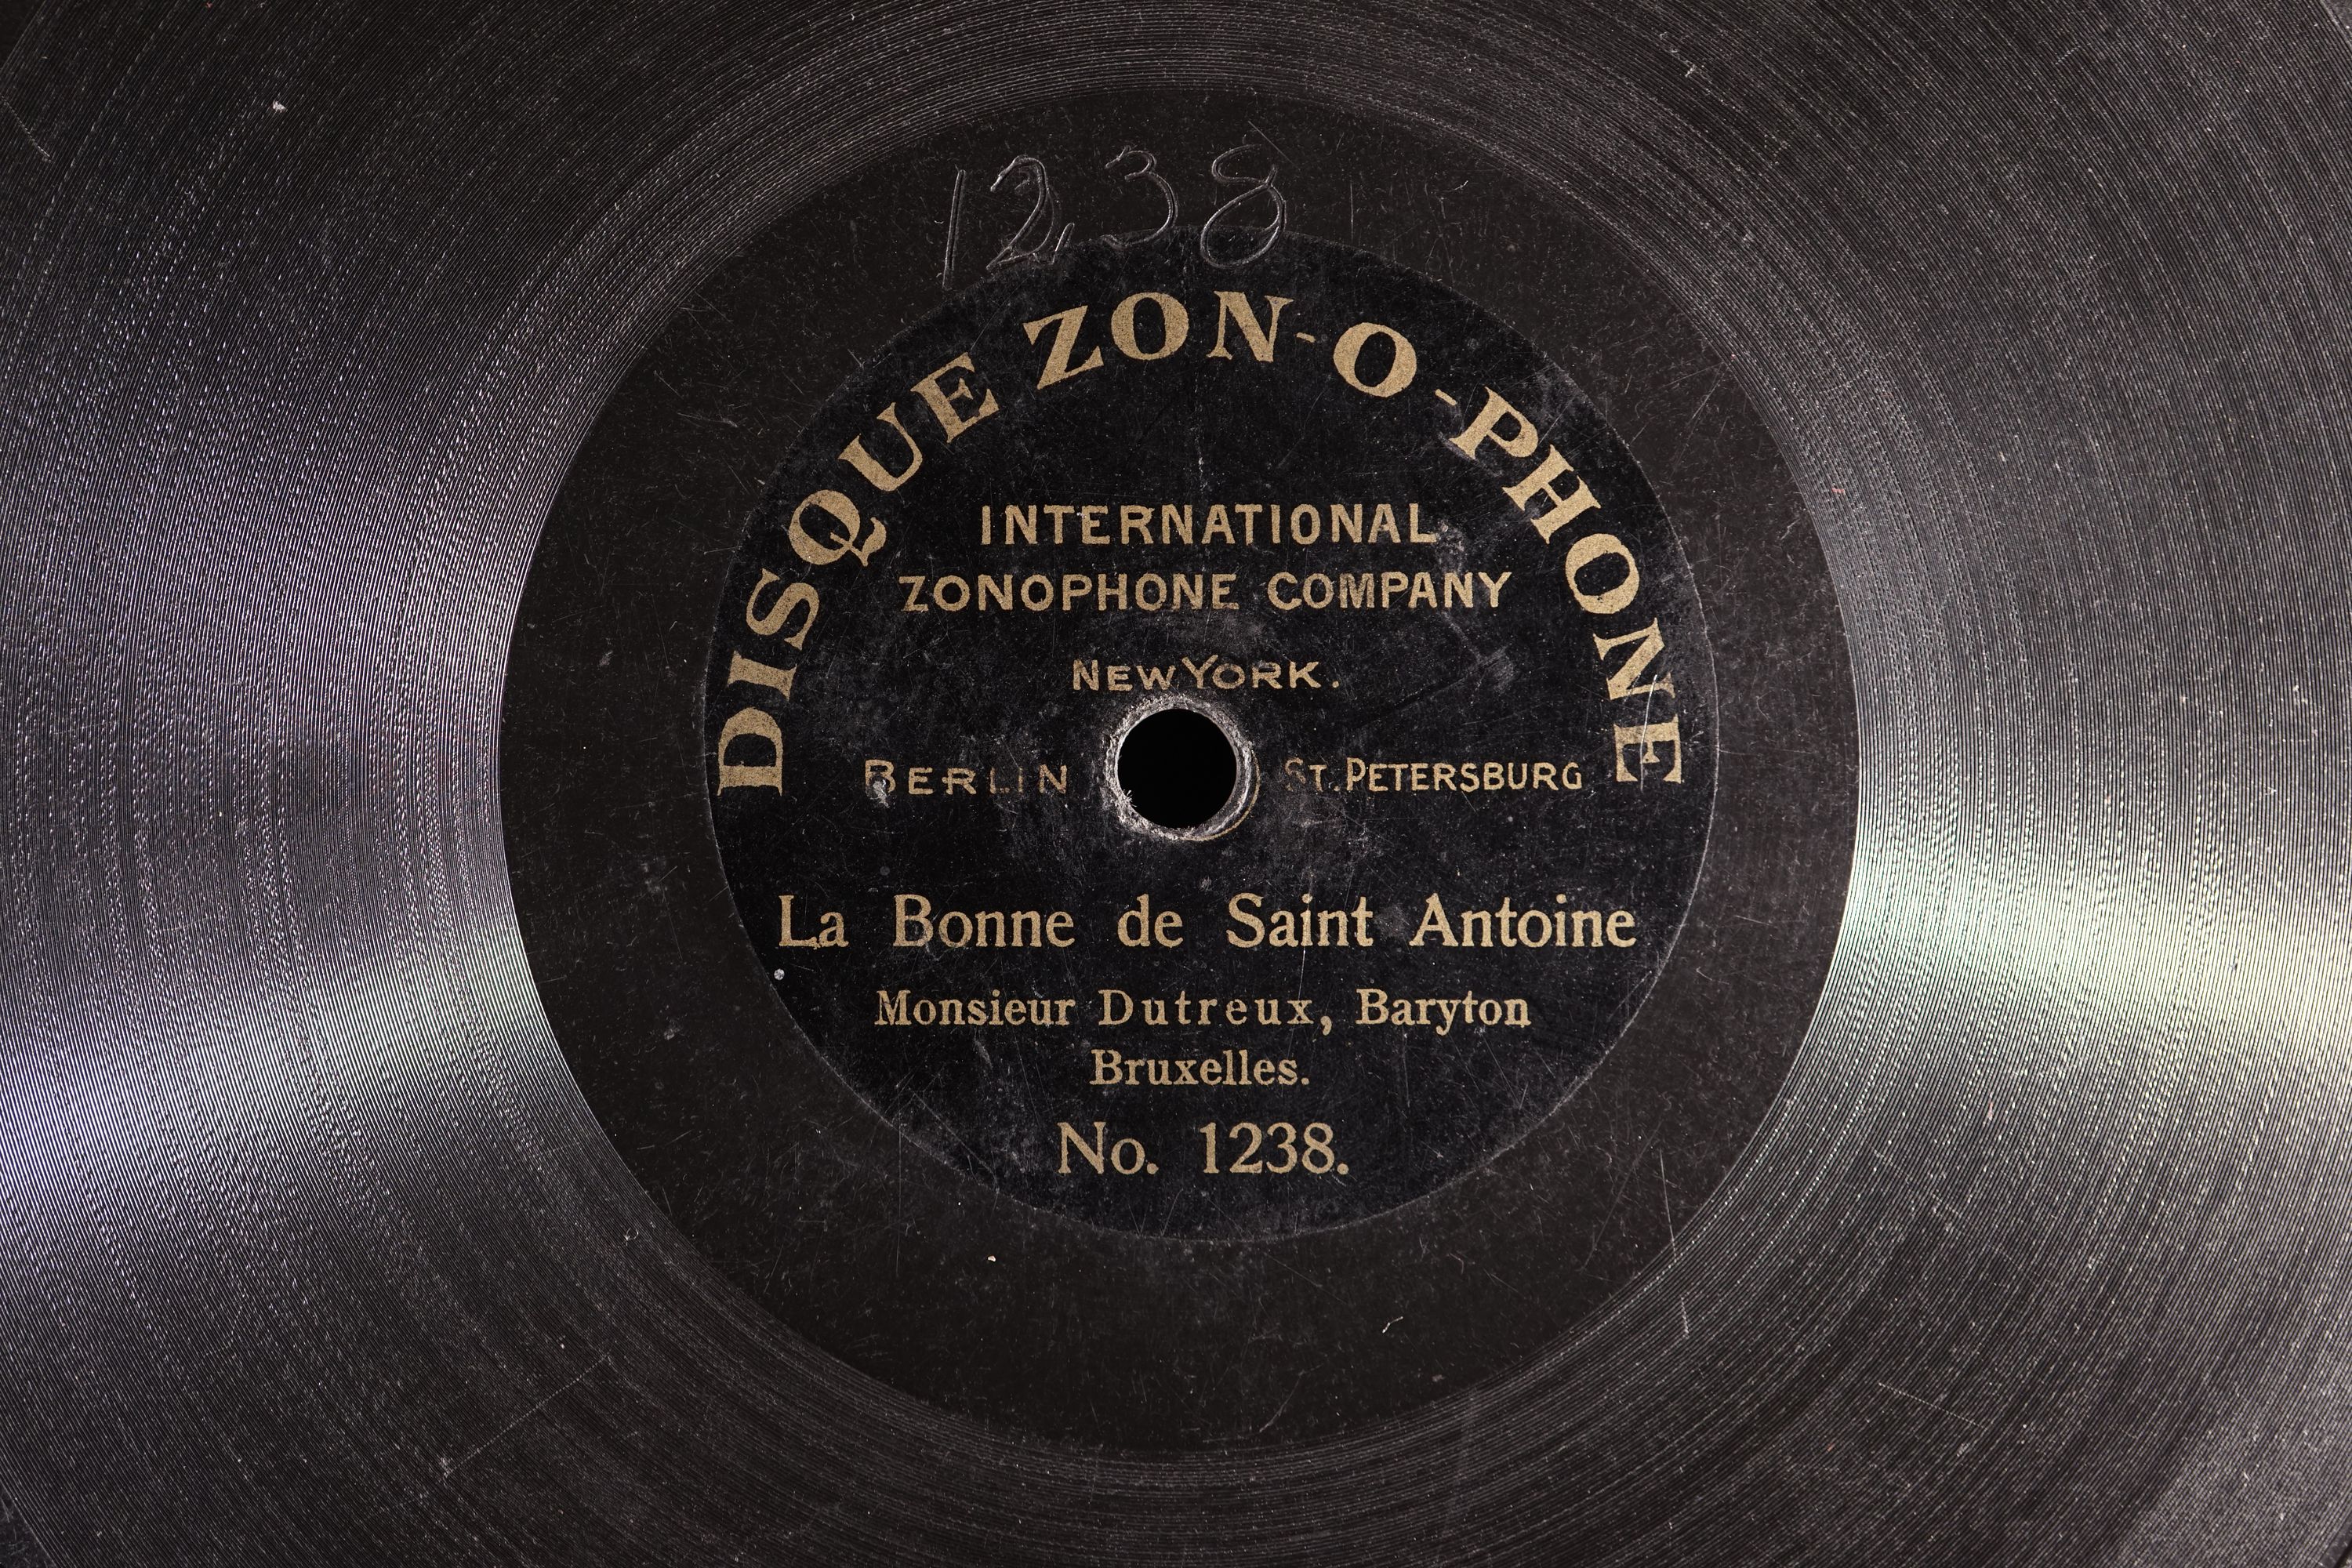 1238
DISQUE ZON-O-PHONE
INTERNATIONAL
ZONOPHONE COMPANY
NEW YORK.
BERLIN ST. PETERSBURG
La Bonne de Saint Antoine
Monsieur Dutreux, Baryton
Bruxelles.
No. 1238.